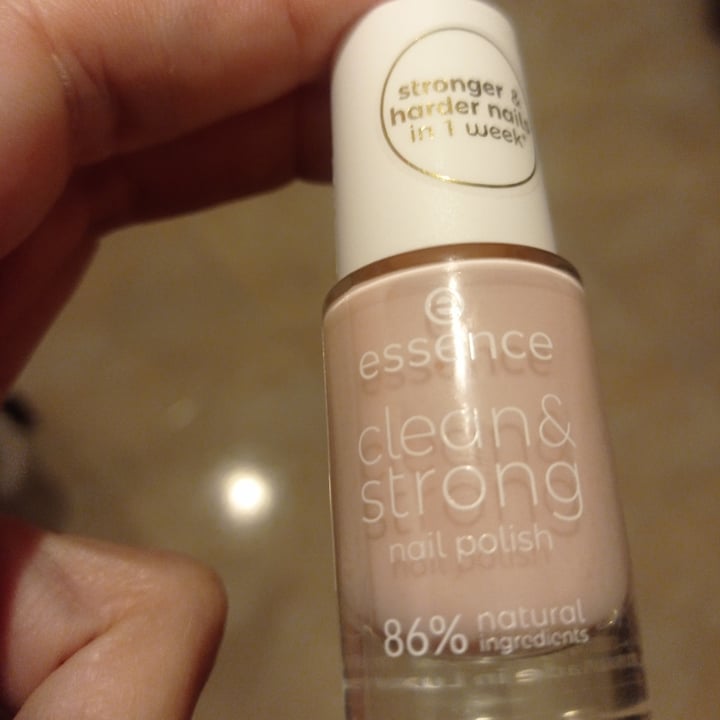 stronger &
harder nails
in 1 week*
e
essence
clean&
strong
nail polish
86% natural
ingredients